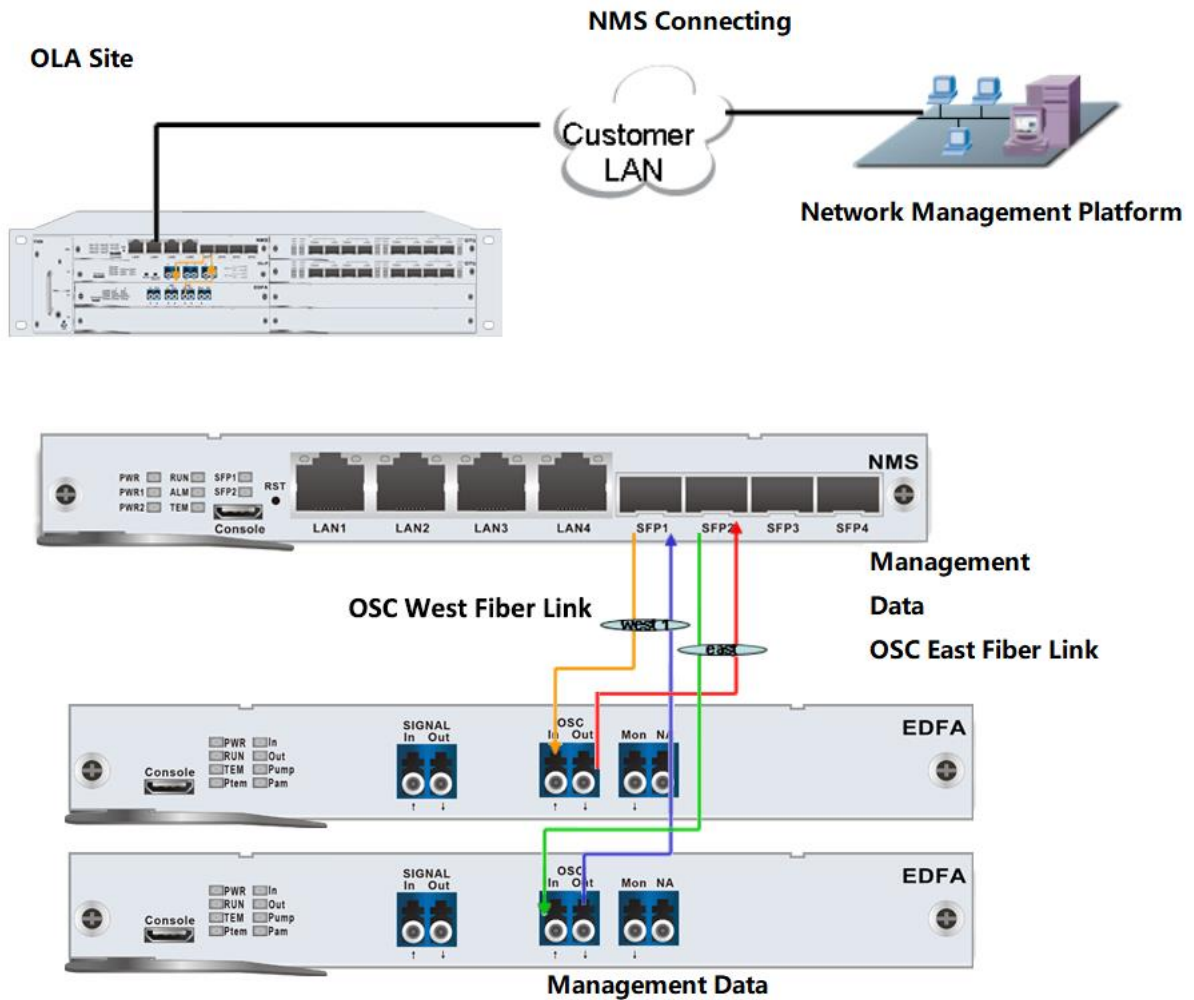 NMS Connecting
OLA Site
Customer
LAN
Network Management Platform
NMS
EDFA
NMS
PWR RUN SFP1
PWR1 ALM SFP2 RST
PWR2 TEM
Console LAN1 LAN2 LAN3 LAN4 SFP1 SFP2 SFP3 SFP4
Management
Data
OSC East Fiber Link
OSC West Fiber Link
west 1
east
EDFA
SIGNAL OSC
In Out In Out Mon NA
PWR In
RUN Out
TEM Pump
Ptem Pam
Console
EDFA
SIGNAL OSC
In Out In Out Mon NA
PWR In
RUN Out
TEM Pump
Ptem Pam
Console
Management Data